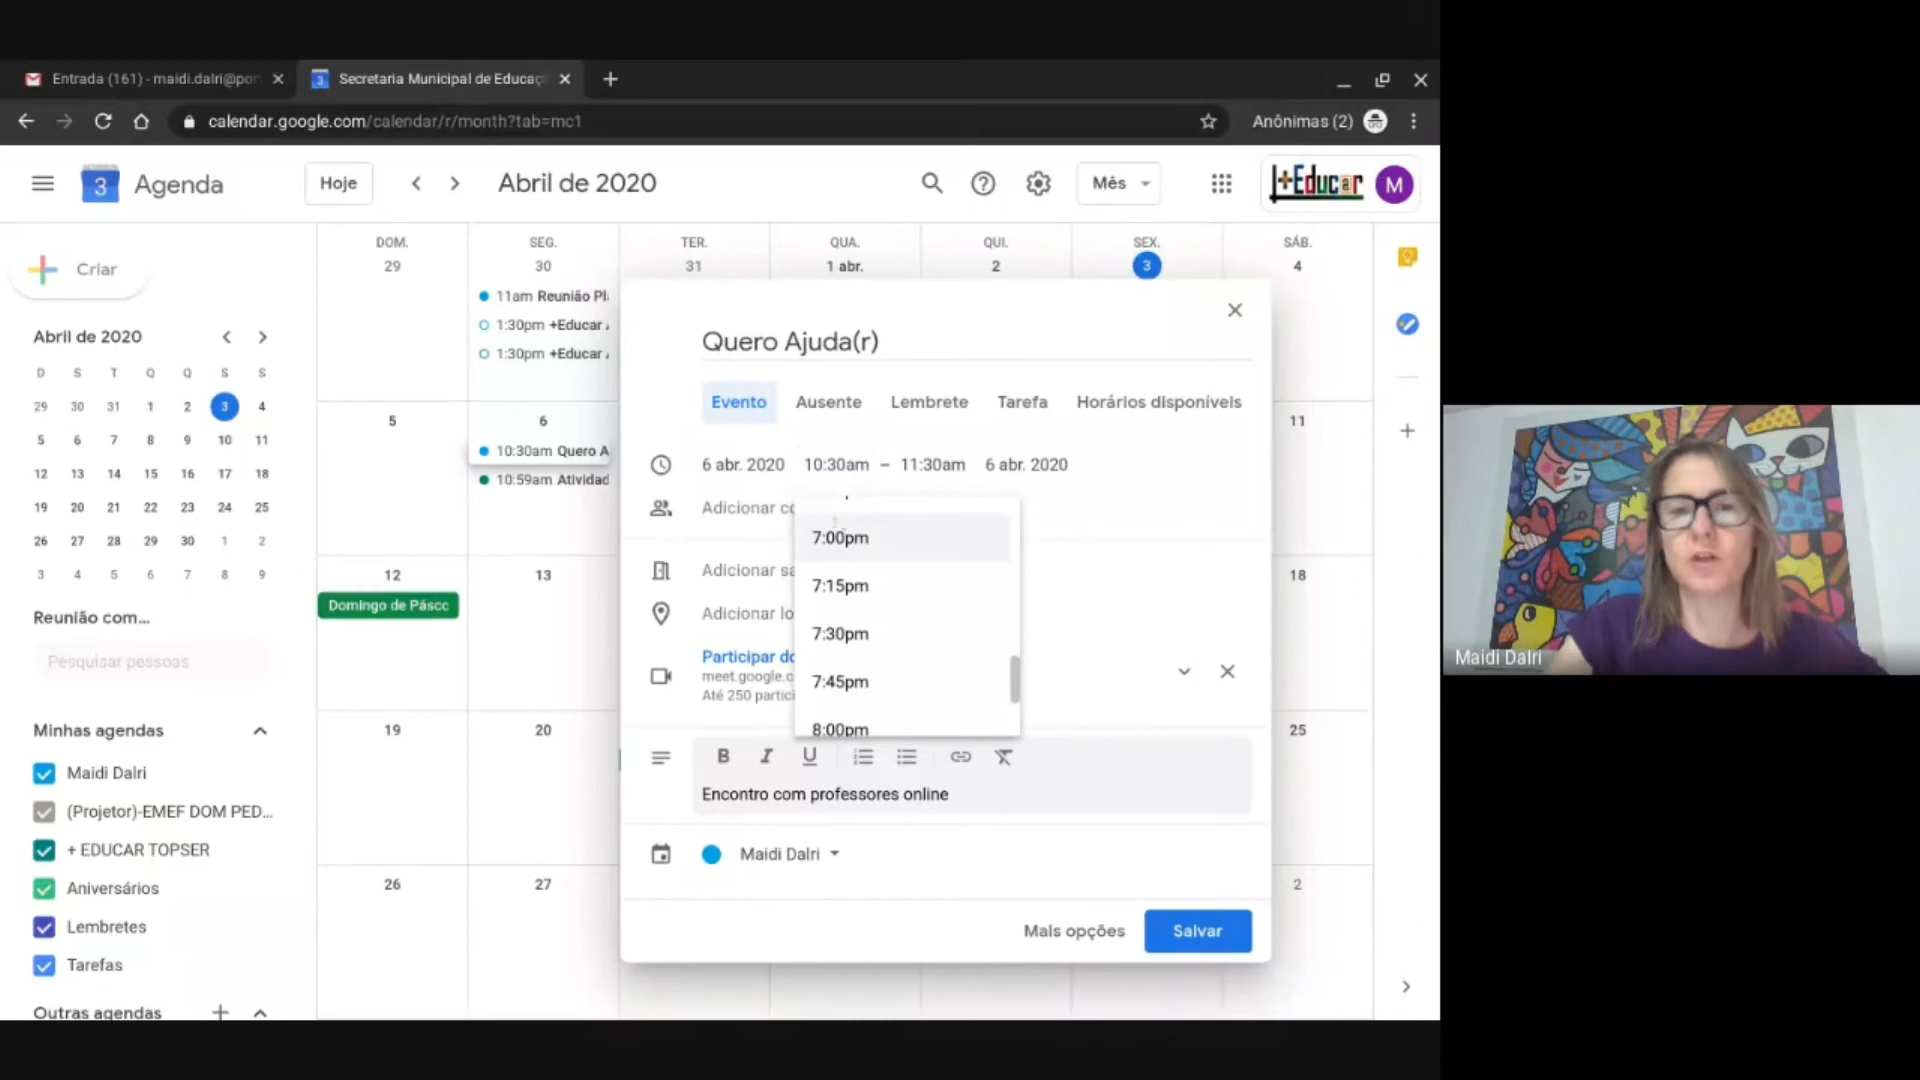 Entrada (161) - maidi.dalri@por
Secretaria Municipal de Educaçã
calendar.google.com/calendar/r/month?tab=mc1
Anônimas (2)
3
Agenda
Hoje
Abril de 2020
Mês
+Educar
M
Criar
Abril de 2020
D S T Q Q S S
29 30 31 1 2 3 4
5 6 7 8 9 10 11
12 13 14 15 16 17 18
19 20 21 22 23 24 25
26 27 28 29 30 1 2
3 4 5 6 7 8 9
Reunião com...
Pesquisar pessoas
Minhas agendas
Maidi Dalri
(Projetor)-EMEF DOM PED...
+ EDUCAR TOPSER
Aniversários
Lembretes
Tarefas
Outras agendas
DOM. SEG. TER. QUA. QUI. SEX. SÁB.
29 30 31 1 abr. 2 3 4
11am Reunião Pl
1:30pm +Educar
1:30pm +Educar
5 6 11
10:30am Quero A
10:59am Atividad
12 13 18
Domingo de Pásco
19 20 25
26 27 2
Quero Ajuda(r)
Evento Ausente Lembrete Tarefa Horários disponíveis
6 abr. 2020 10:30am – 11:30am 6 abr. 2020
Adicionar co
Adicionar sa
Adicionar lo
Participar do
meet.google.c
Até 250 partici
7:00pm
7:15pm
7:30pm
7:45pm
8:00pm
B I U
Encontro com professores online
Maidi Dalri
Mais opções
Salvar
Maidi Dalri